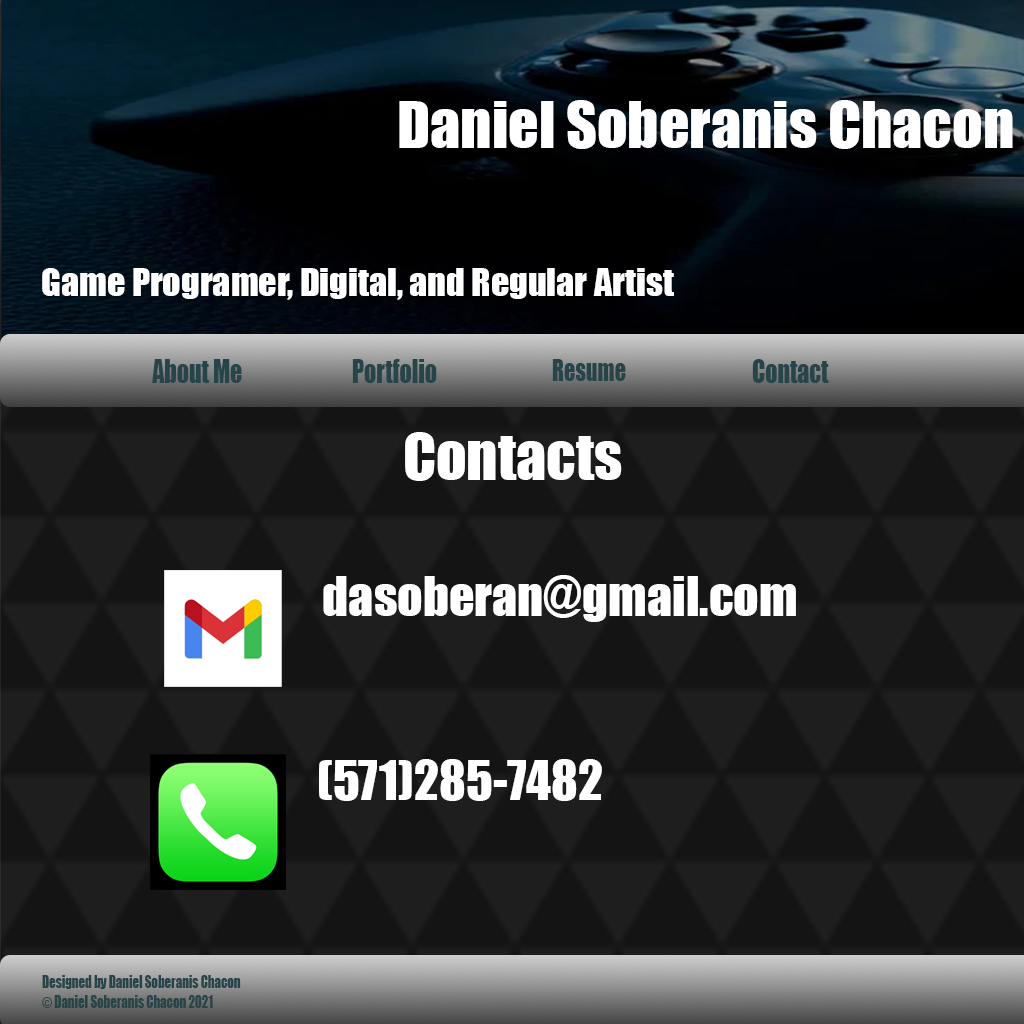 Daniel Soberanis Chacon
Game Programer, Digital, and Regular Artist
About Me Portfolio Resume Contact
Contacts
dasoberan@gmail.com
(571)285-7482
Designed by Daniel Soberanis Chacon
© Daniel Soberanis Chacon 2021